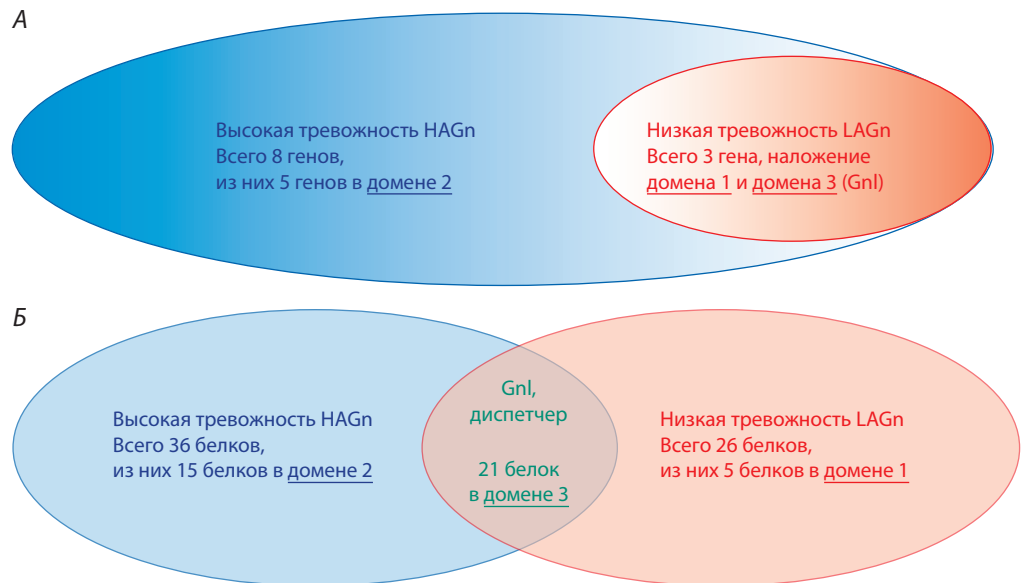 А
Высокая тревожность HAGn
Всего 8 генов,
из них 5 генов в домене 2
Низкая тревожность LAGn
Всего 3 гена, наложение
домена 1 и домена 3 (Gnl)
Б
Высокая тревожность HAGn
Всего 36 белков,
из них 15 белков в домене 2
Gnl,
диспетчер
21 белок
в домене 3
Низкая тревожность LAGn
Всего 26 белков,
из них 5 белков в домене 1